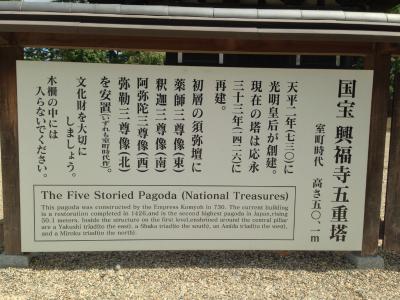 国宝 興福寺五重塔
室町時代 高さ五〇、一m
天平二年(七三〇)に
光明皇后が創建。
現在の塔は応永
三十三年(一四二六)に
再建。
初層の須弥壇に
薬師三尊像(東)
釈迦三尊像(南)
阿弥陀三尊像(西)
弥勒三尊像(北)
を安置(いずれも室町時代作)。
文化財を大切に
しましょう。
木柵の中には
入らないでください。
The Five Storied Pagoda (National Treasures)
This pagoda was constructed by the Empress Komyoh in 730. The current building
is a restoration completed in 1426,and is the second highest pagoda in Japan,rising
50.1 meters. Inside the structure on the first level,enshrined around the central pillar
are a Yakushi triad(to the east), a Shaka triad(to the south), an Amida triad(to the west),
and a Miroku triad(to the north).